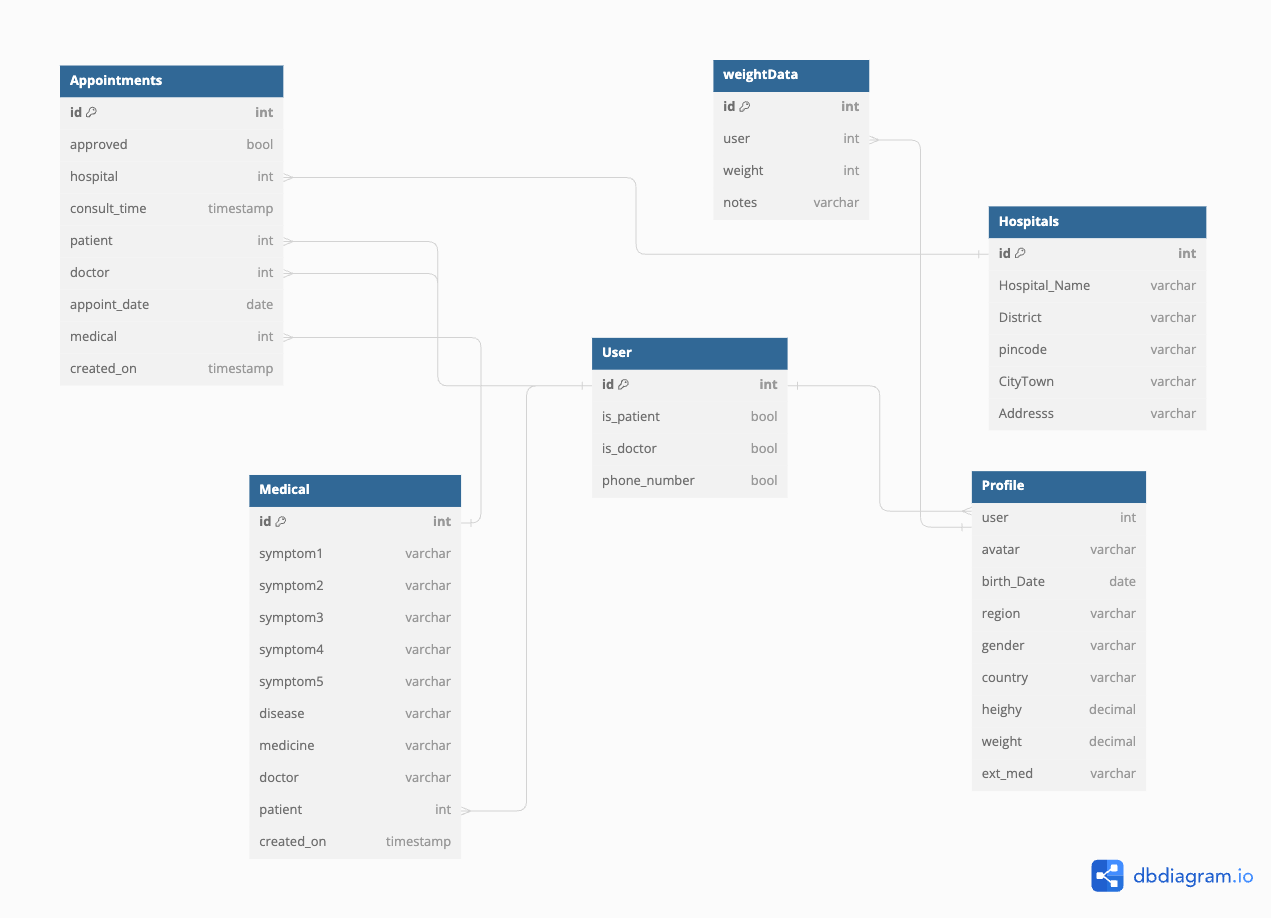 Appointments
id int
approved bool
hospital int
consult_time timestamp
patient int
doctor int
appoint_date date
medical int
created_on timestamp
weightData
id int
user int
weight int
notes varchar
Hospitals
id int
Hospital_Name varchar
District varchar
pincode varchar
CityTown varchar
Addresss varchar
User
id int
is_patient bool
is_doctor bool
phone_number bool
Medical
id int
symptom1 varchar
symptom2 varchar
symptom3 varchar
symptom4 varchar
symptom5 varchar
disease varchar
medicine varchar
doctor varchar
patient int
created_on timestamp
Profile
user int
avatar varchar
birth_Date date
region varchar
gender varchar
country varchar
heighy decimal
weight decimal
ext_med varchar
dbdiagram.io